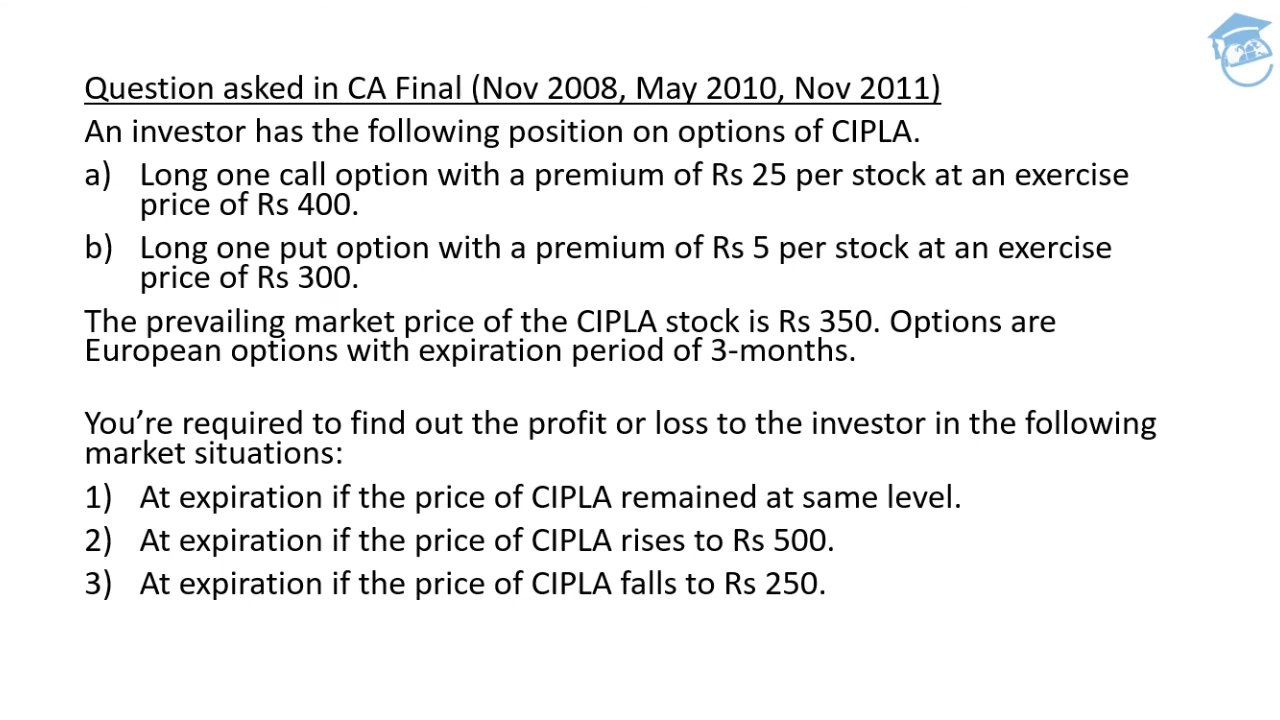 Question asked in CA Final (Nov 2008, May 2010, Nov 2011)
An investor has the following position on options of CIPLA.
a) Long one call option with a premium of Rs 25 per stock at an exercise
price of Rs 400.
b) Long one put option with a premium of Rs 5 per stock at an exercise
price of Rs 300.
The prevailing market price of the CIPLA stock is Rs 350. Options are
European options with expiration period of 3-months.
You’re required to find out the profit or loss to the investor in the following
market situations:
1) At expiration if the price of CIPLA remained at same level.
2) At expiration if the price of CIPLA rises to Rs 500.
3) At expiration if the price of CIPLA falls to Rs 250.